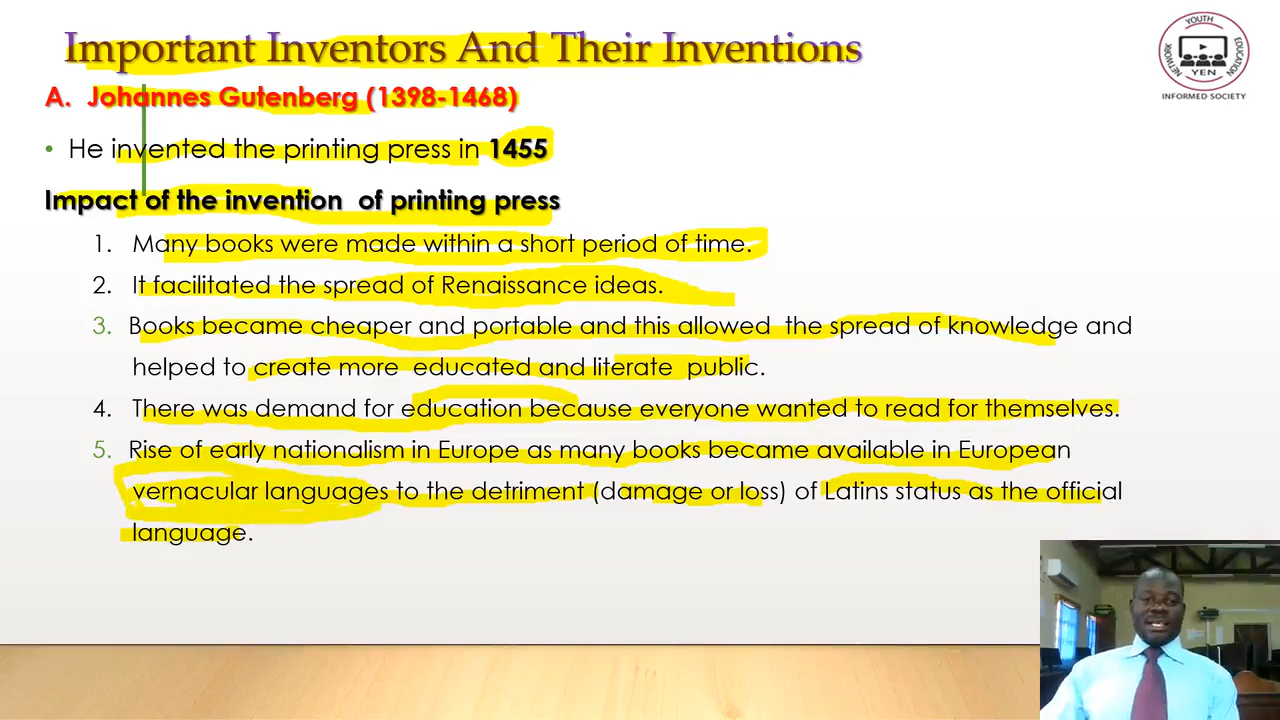 Important Inventors And Their Inventions
YOUTH
EDUCATION
NETWORK
YEN
INFORMED SOCIETY
A. Johannes Gutenberg (1398-1468)
• He invented the printing press in 1455
Impact of the invention of printing press
1. Many books were made within a short period of time.
2. It facilitated the spread of Renaissance ideas.
3. Books became cheaper and portable and this allowed the spread of knowledge and
helped to create more educated and literate public.
4. There was demand for education because everyone wanted to read for themselves.
5. Rise of early nationalism in Europe as many books became available in European
vernacular languages to the detriment (damage or loss) of Latins status as the official
language.